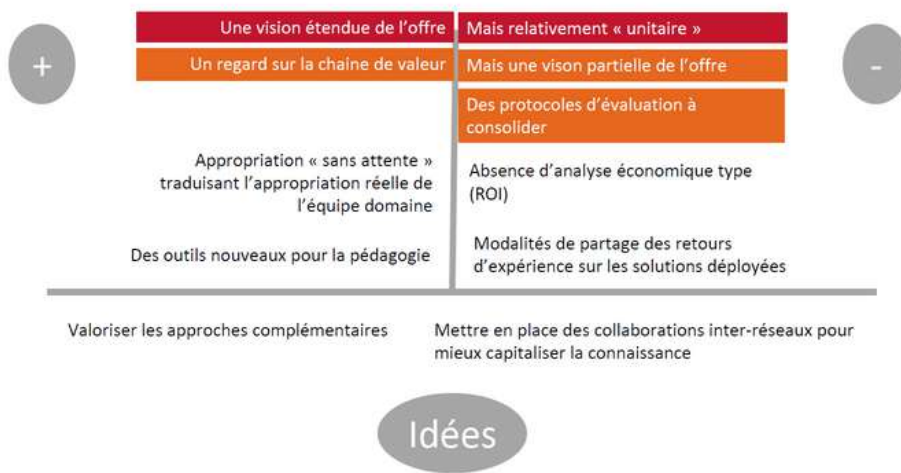 +
Une vision étendue de l'offre
Un regard sur la chaîne de valeur
Appropriation « sans attente »
traduisant l'appropriation réelle de
l'équipe domaine
Des outils nouveaux pour la pédagogie
-
Mais relativement « unitaire »
Mais une vison partielle de l'offre
Des protocoles d'évaluation à
consolider
Absence d'analyse économique type
(ROI)
Modalités de partage des retours
d'expérience sur les solutions déployées
Valoriser les approches complémentaires
Mettre en place des collaborations inter-réseaux pour
mieux capitaliser la connaissance
Idées